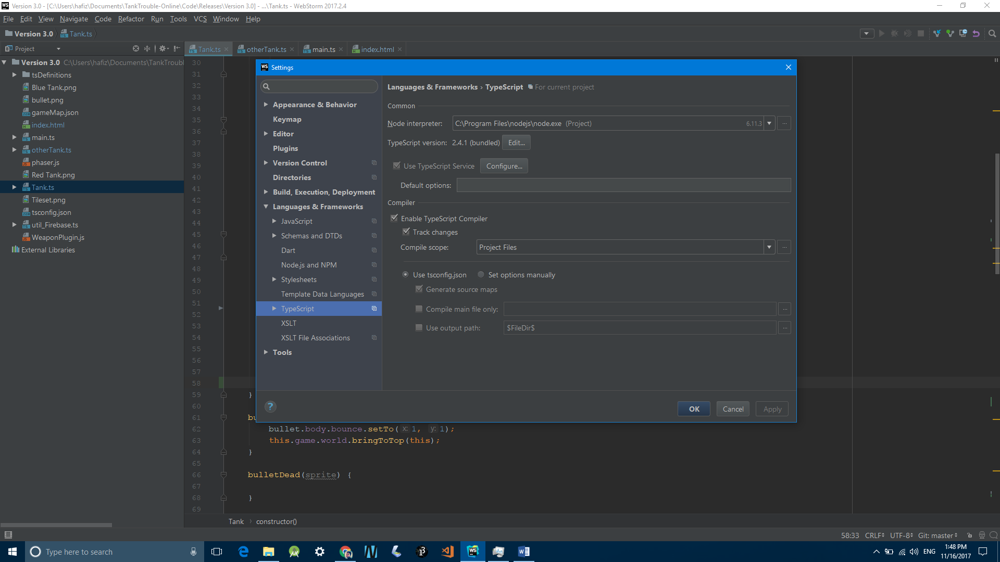 WS Version 3.0 - [C:\Users\hafiz\Documents\TankTrouble-Online\Code\Releases\Version 3.0] - ...\Tank.ts - WebStorm 2017.2.4
File Edit View Navigate Code Refactor Run Tools VCS Window Help
Version 3.0 Tank.ts
Project
Tank.ts otherTank.ts main.ts index.html
Version 3.0 C:\Users\hafiz\Documents\TankTroubl
tsDefinitions
Blue Tank.png
bullet.png
gameMap.json
index.html
main.ts
otherTank.ts
phaser.js
Red Tank.png
Tank.ts
Tileset.png
tsconfig.json
util_Firebase.ts
WeaponPlugin.js
External Libraries
30
31
32
33
34
35
36
37
38
39
40
41
42
43
44
45
46
47
48
49
50
51
52
53
54
55
56
57
58
59 }
60
61 bu
62 bullet.body.bounce.setTo( x: 1, y: 1);
63 this.game.world.bringToTop(this);
64 }
65
66 bulletDead(sprite) {
67
68 }
69
WS Settings
Appearance & Behavior
Keymap
Editor
Plugins
Version Control
Directories
Build, Execution, Deployment
Languages & Frameworks
JavaScript
Schemas and DTDs
Dart
Node.js and NPM
Stylesheets
Template Data Languages
TypeScript
XSLT
XSLT File Associations
Tools
Languages & Frameworks › TypeScript For current project
Common
Node interpreter: C:\Program Files\nodejs\node.exe (Project) 6.11.3 ...
TypeScript version: 2.4.1 (bundled) Edit...
Use TypeScript Service Configure...
Default options:
Compiler
Enable TypeScript Compiler
Track changes
Compile scope: Project Files ...
Use tsconfig.json Set options manually
Generate source maps
Compile main file only: ...
Use output path: $FileDir$ ...
? OK Cancel Apply
Tank › constructor()
58:33 CRLF UTF-8 Git: master
Type here to search
WS
ENG
1:48 PM
11/16/2017